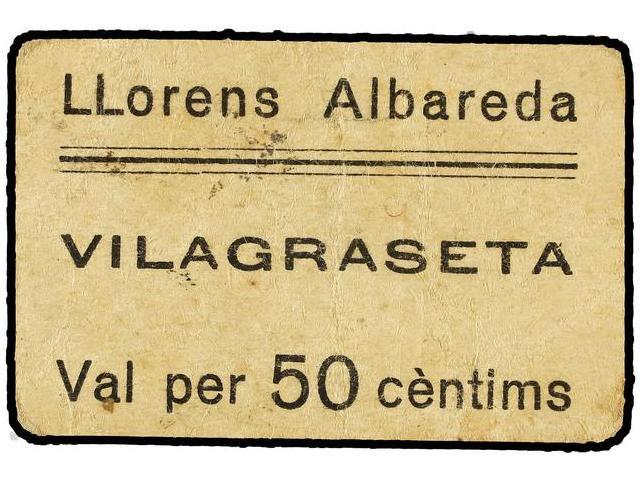 LLorens Albareda
VILAGRASETA
Val per 50 cèntims